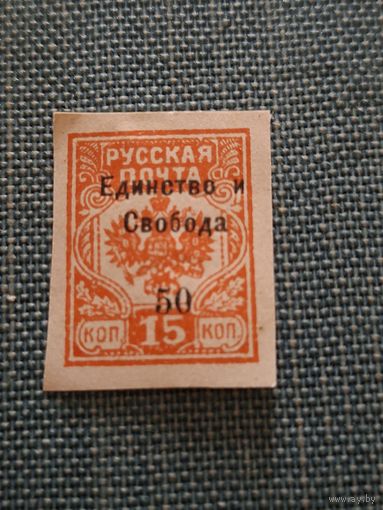 РУССКАЯ
ПОЧТА
Единство и
Свобода
50
КОП 15 КОП.
www.ay.by